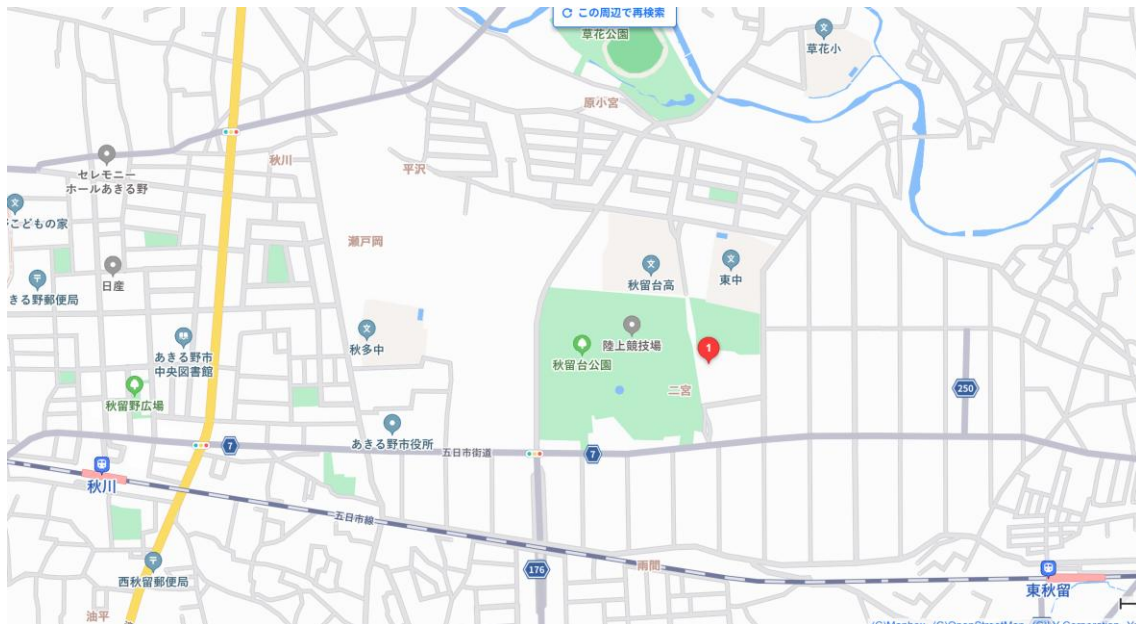 この周辺で再検索
草花公園
草花小
原小宮
秋川
平沢
セレモニー
ホールあきる野
こどもの家
瀬戸岡
秋留台高
東中
日産
きる野郵便局
陸上競技場
1
秋多中
あきる野市
中央図書館
秋留台公園
二宮
250
秋留野広場
あきる野市役所
7
五日市街道
7
秋川
五日市線
西秋留郵便局
176
雨間
東秋留
油平